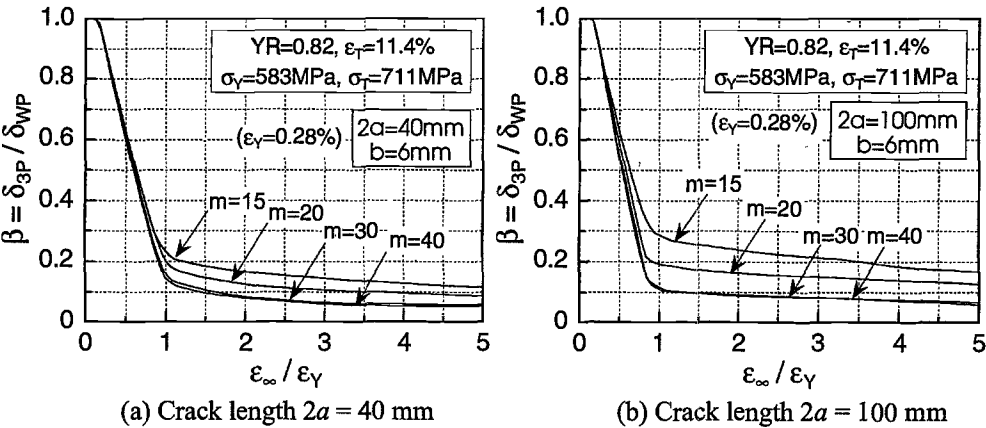 1.0
0.8
0.6
0.4
0.2
0
β = δ3P / δWP
YR=0.82, εT=11.4%
σY=583MPa, σT=711MPa
(εY=0.28%)
2a=40mm
b=6mm
m=15
m=20
m=30
m=40
0 1 2 3 4 5
ε∞ / εY
(a) Crack length 2a = 40 mm
1.0
0.8
0.6
0.4
0.2
0
β = δ3P / δWP
YR=0.82, εT=11.4%
σY=583MPa, σT=711MPa
(εY=0.28%)
2a=100mm
b=6mm
m=15
m=20
m=30
m=40
0 1 2 3 4 5
ε∞ / εY
(b) Crack length 2a = 100 mm